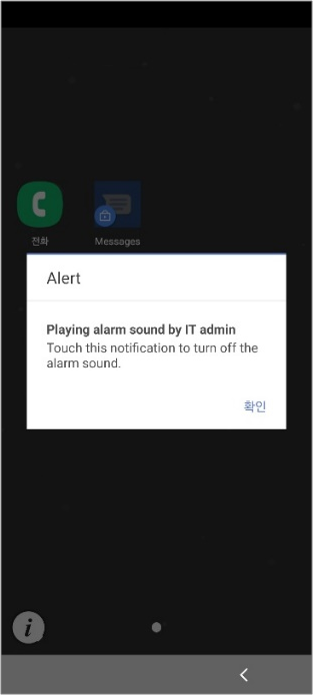 전화
Messages
Alert
Playing alarm sound by IT admin
Touch this notification to turn off the
alarm sound.
확인
i